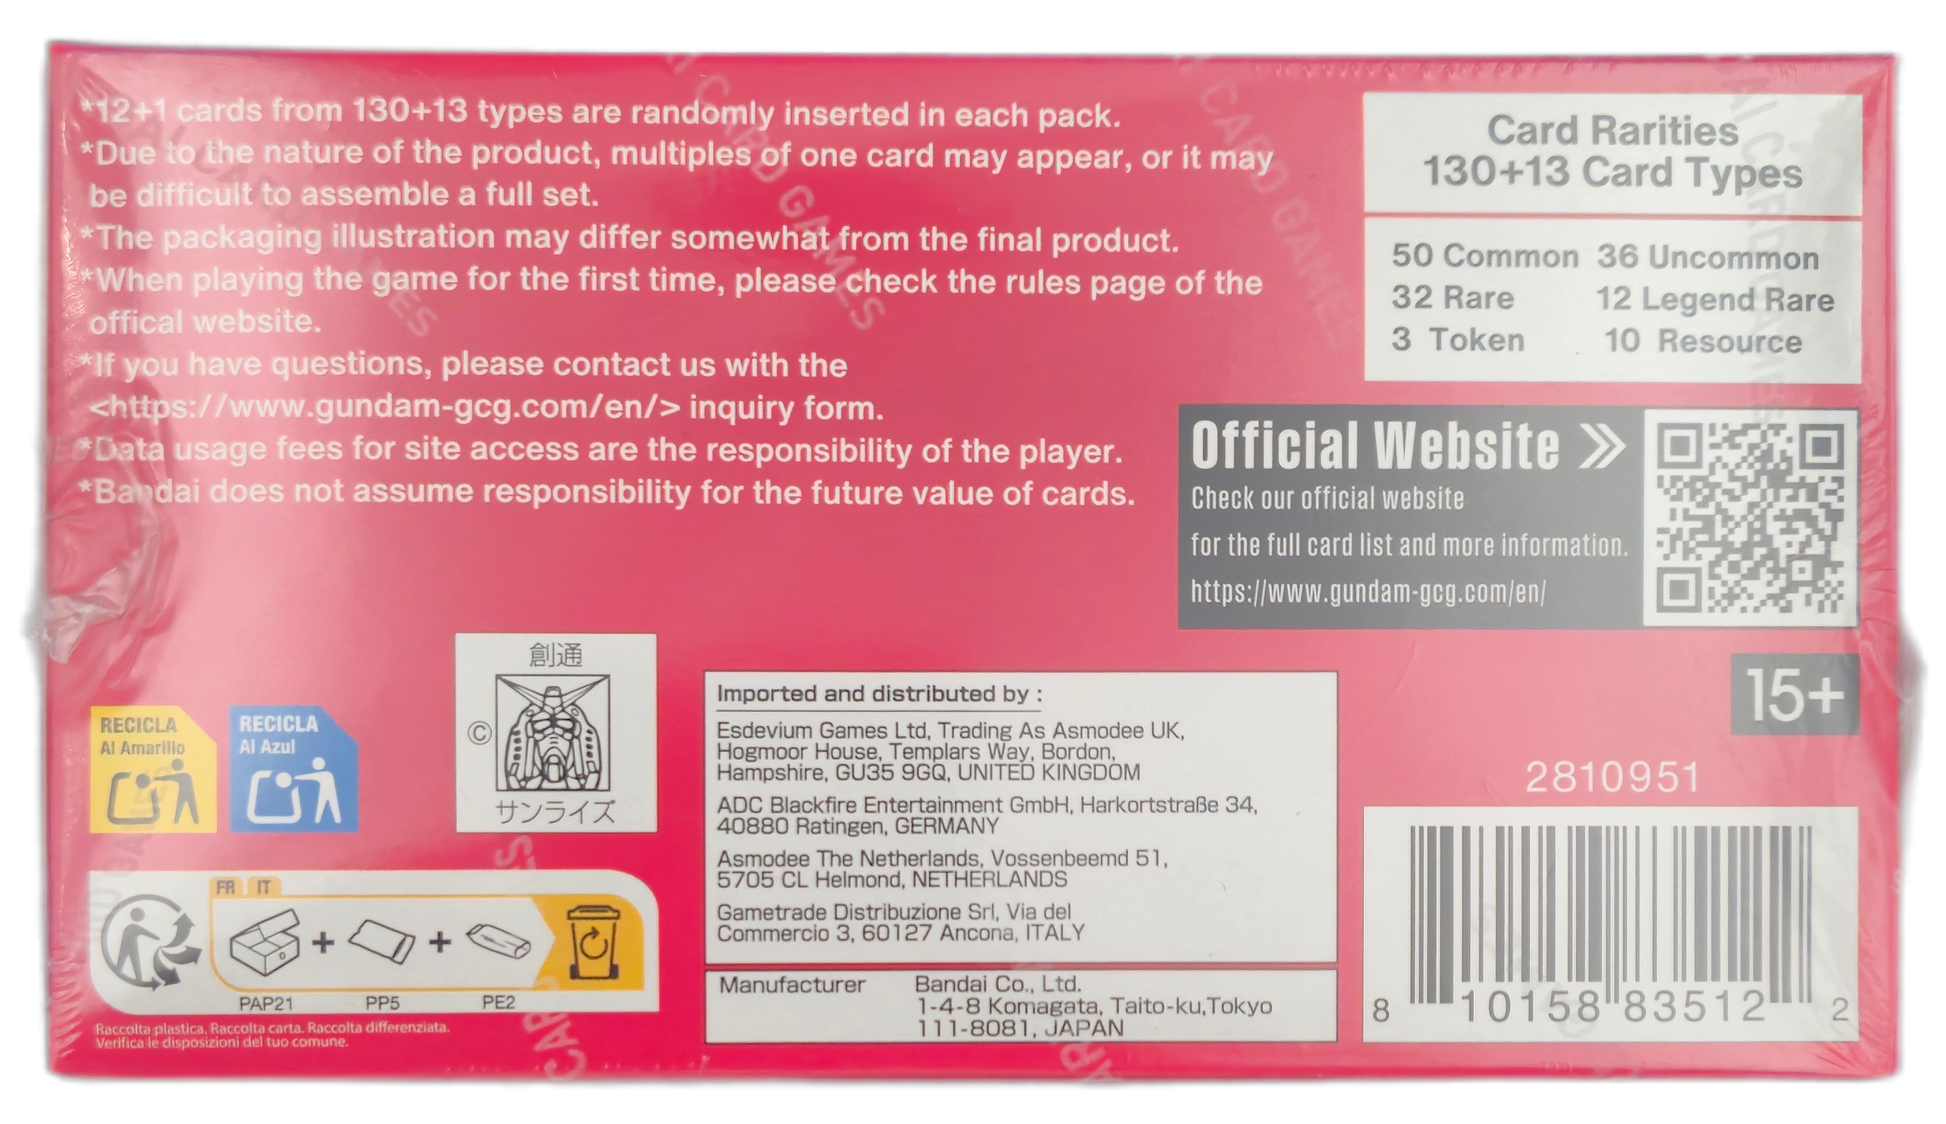 *12+1 cards from 130+13 types are randomly inserted in each pack.
*Due to the nature of the product, multiples of one card may appear, or it may
be difficult to assemble a full set.
*The packaging illustration may differ somewhat from the final product.
*When playing the game for the first time, please check the rules page of the
offical website.
*If you have questions, please contact us with the
<https://www.gundam-gcg.com/en/> inquiry form.
*Data usage fees for site access are the responsibility of the player.
*Bandai does not assume responsibility for the future value of cards.
Card Rarities
130+13 Card Types
50 Common 36 Uncommon
32 Rare 12 Legend Rare
3 Token 10 Resource
Official Website
Check our official website
for the full card list and more information.
https://www.gundam-gcg.com/en/
15+
RECICLA
Al Amarillo
RECICLA
Al Azul
創通
©
サンライズ
FR IT
PAP21 + PP5 + PE2
Raccolta plastica. Raccolta carta. Raccolta differenziata.
Verifica le disposizioni del tuo comune.
Imported and distributed by :
Esdevium Games Ltd, Trading As Asmodee UK,
Hogmoor House, Templars Way, Bordon,
Hampshire, GU35 9GQ, UNITED KINGDOM
ADC Blackfire Entertainment GmbH, Harkortstraße 34,
40880 Ratingen, GERMANY
Asmodee The Netherlands, Vossenbeemd 51,
5705 CL Helmond, NETHERLANDS
Gametrade Distribuzione Srl, Via del
Commercio 3, 60127 Ancona, ITALY
Manufacturer Bandai Co., Ltd.
1-4-8 Komagata, Taito-ku,Tokyo
111-8081, JAPAN
2810951
8 10158 83512 2
CARD GAMES
CARD GAMES